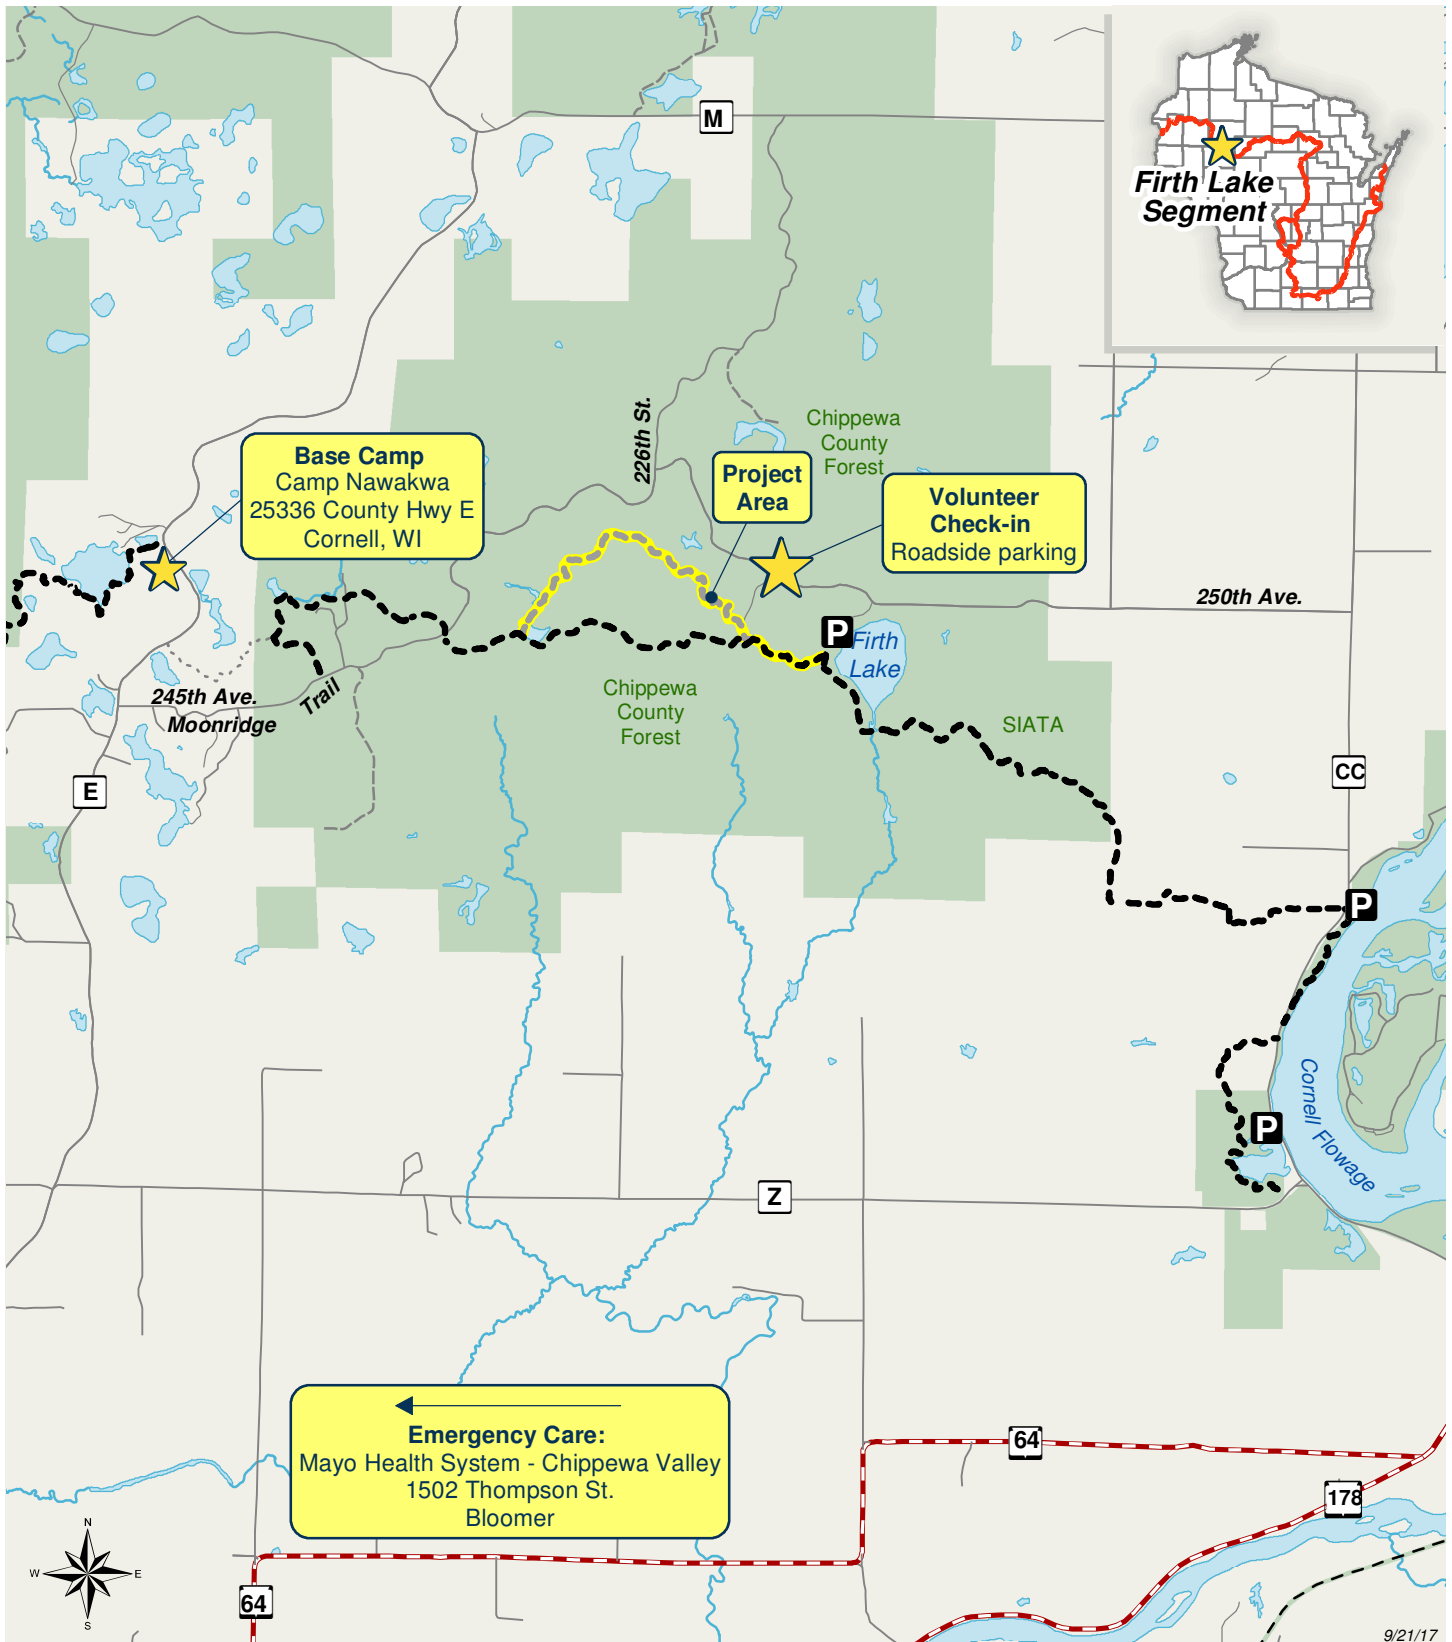 M
Firth Lake
Segment
226th St.
Chippewa
County
Forest
Base Camp
Camp Nawakwa
25336 County Hwy E
Cornell, WI
Project
Area
Volunteer
Check-in
Roadside parking
250th Ave.
P
Firth
Lake
245th Ave.
Moonridge
Trail
Chippewa
County
Forest
SIATA
E
CC
P
Cornell Flowage
P
Z
Emergency Care:
Mayo Health System - Chippewa Valley
1502 Thompson St.
Bloomer
64
178
N
W
E
S
64
9/21/17